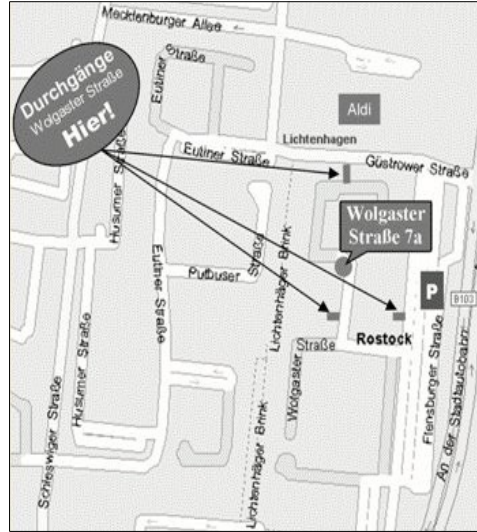 Mecklenburger Allee
Durchgänge
Wolgaster Straße
Hier!
Eutiner
Straße
Aldi
Lichtenhagen
Eutiner Straße
Güstrower Straße
Husumer Straße
Wolgaster
Straße 7a
Straße
Putbuser
Eutiner Straße
Lichtenhäger Brink
P
B103
Rostock
Straße
Wolgaster
Husumer Straße
Flensburger Straße
An der Stadtautobahn
Schleswiger Straße
Lichtenhäger Brink